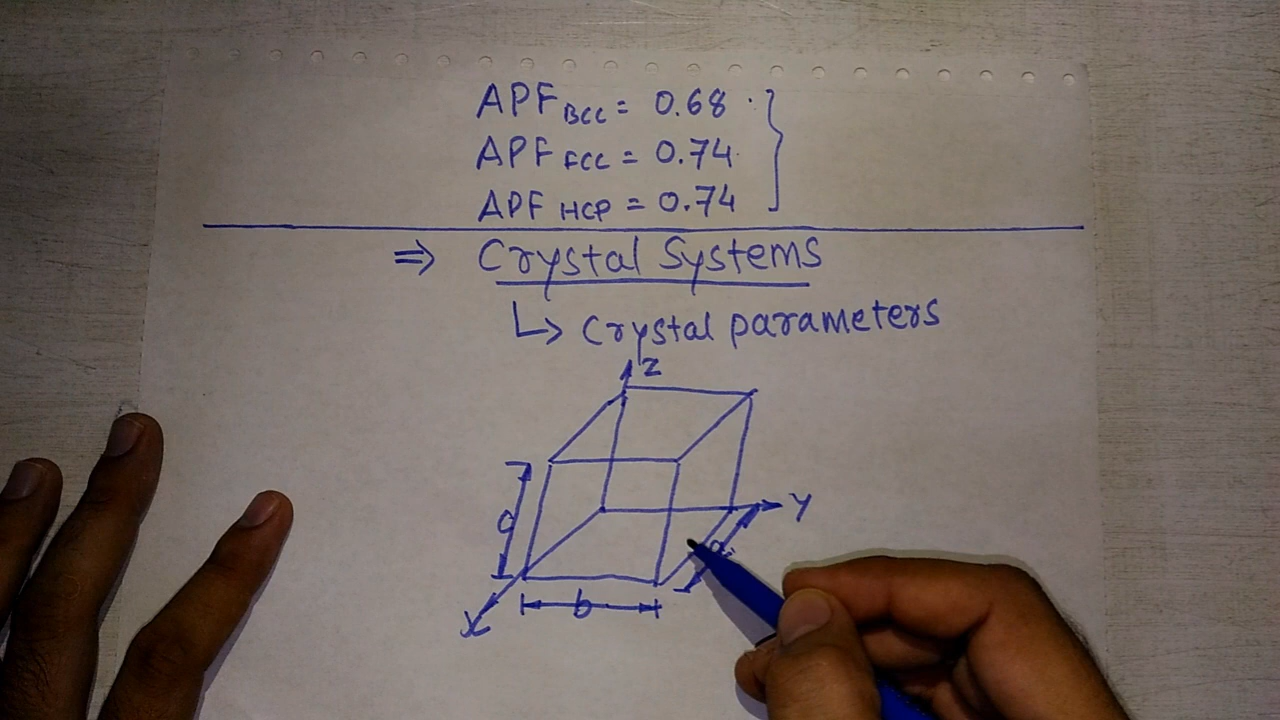 APF BCC = 0.68
APF FCC = 0.74
APF HCP = 0.74
⇒ Crystal Systems
↳ Crystal parameters
Z
Y
c
a
b
X